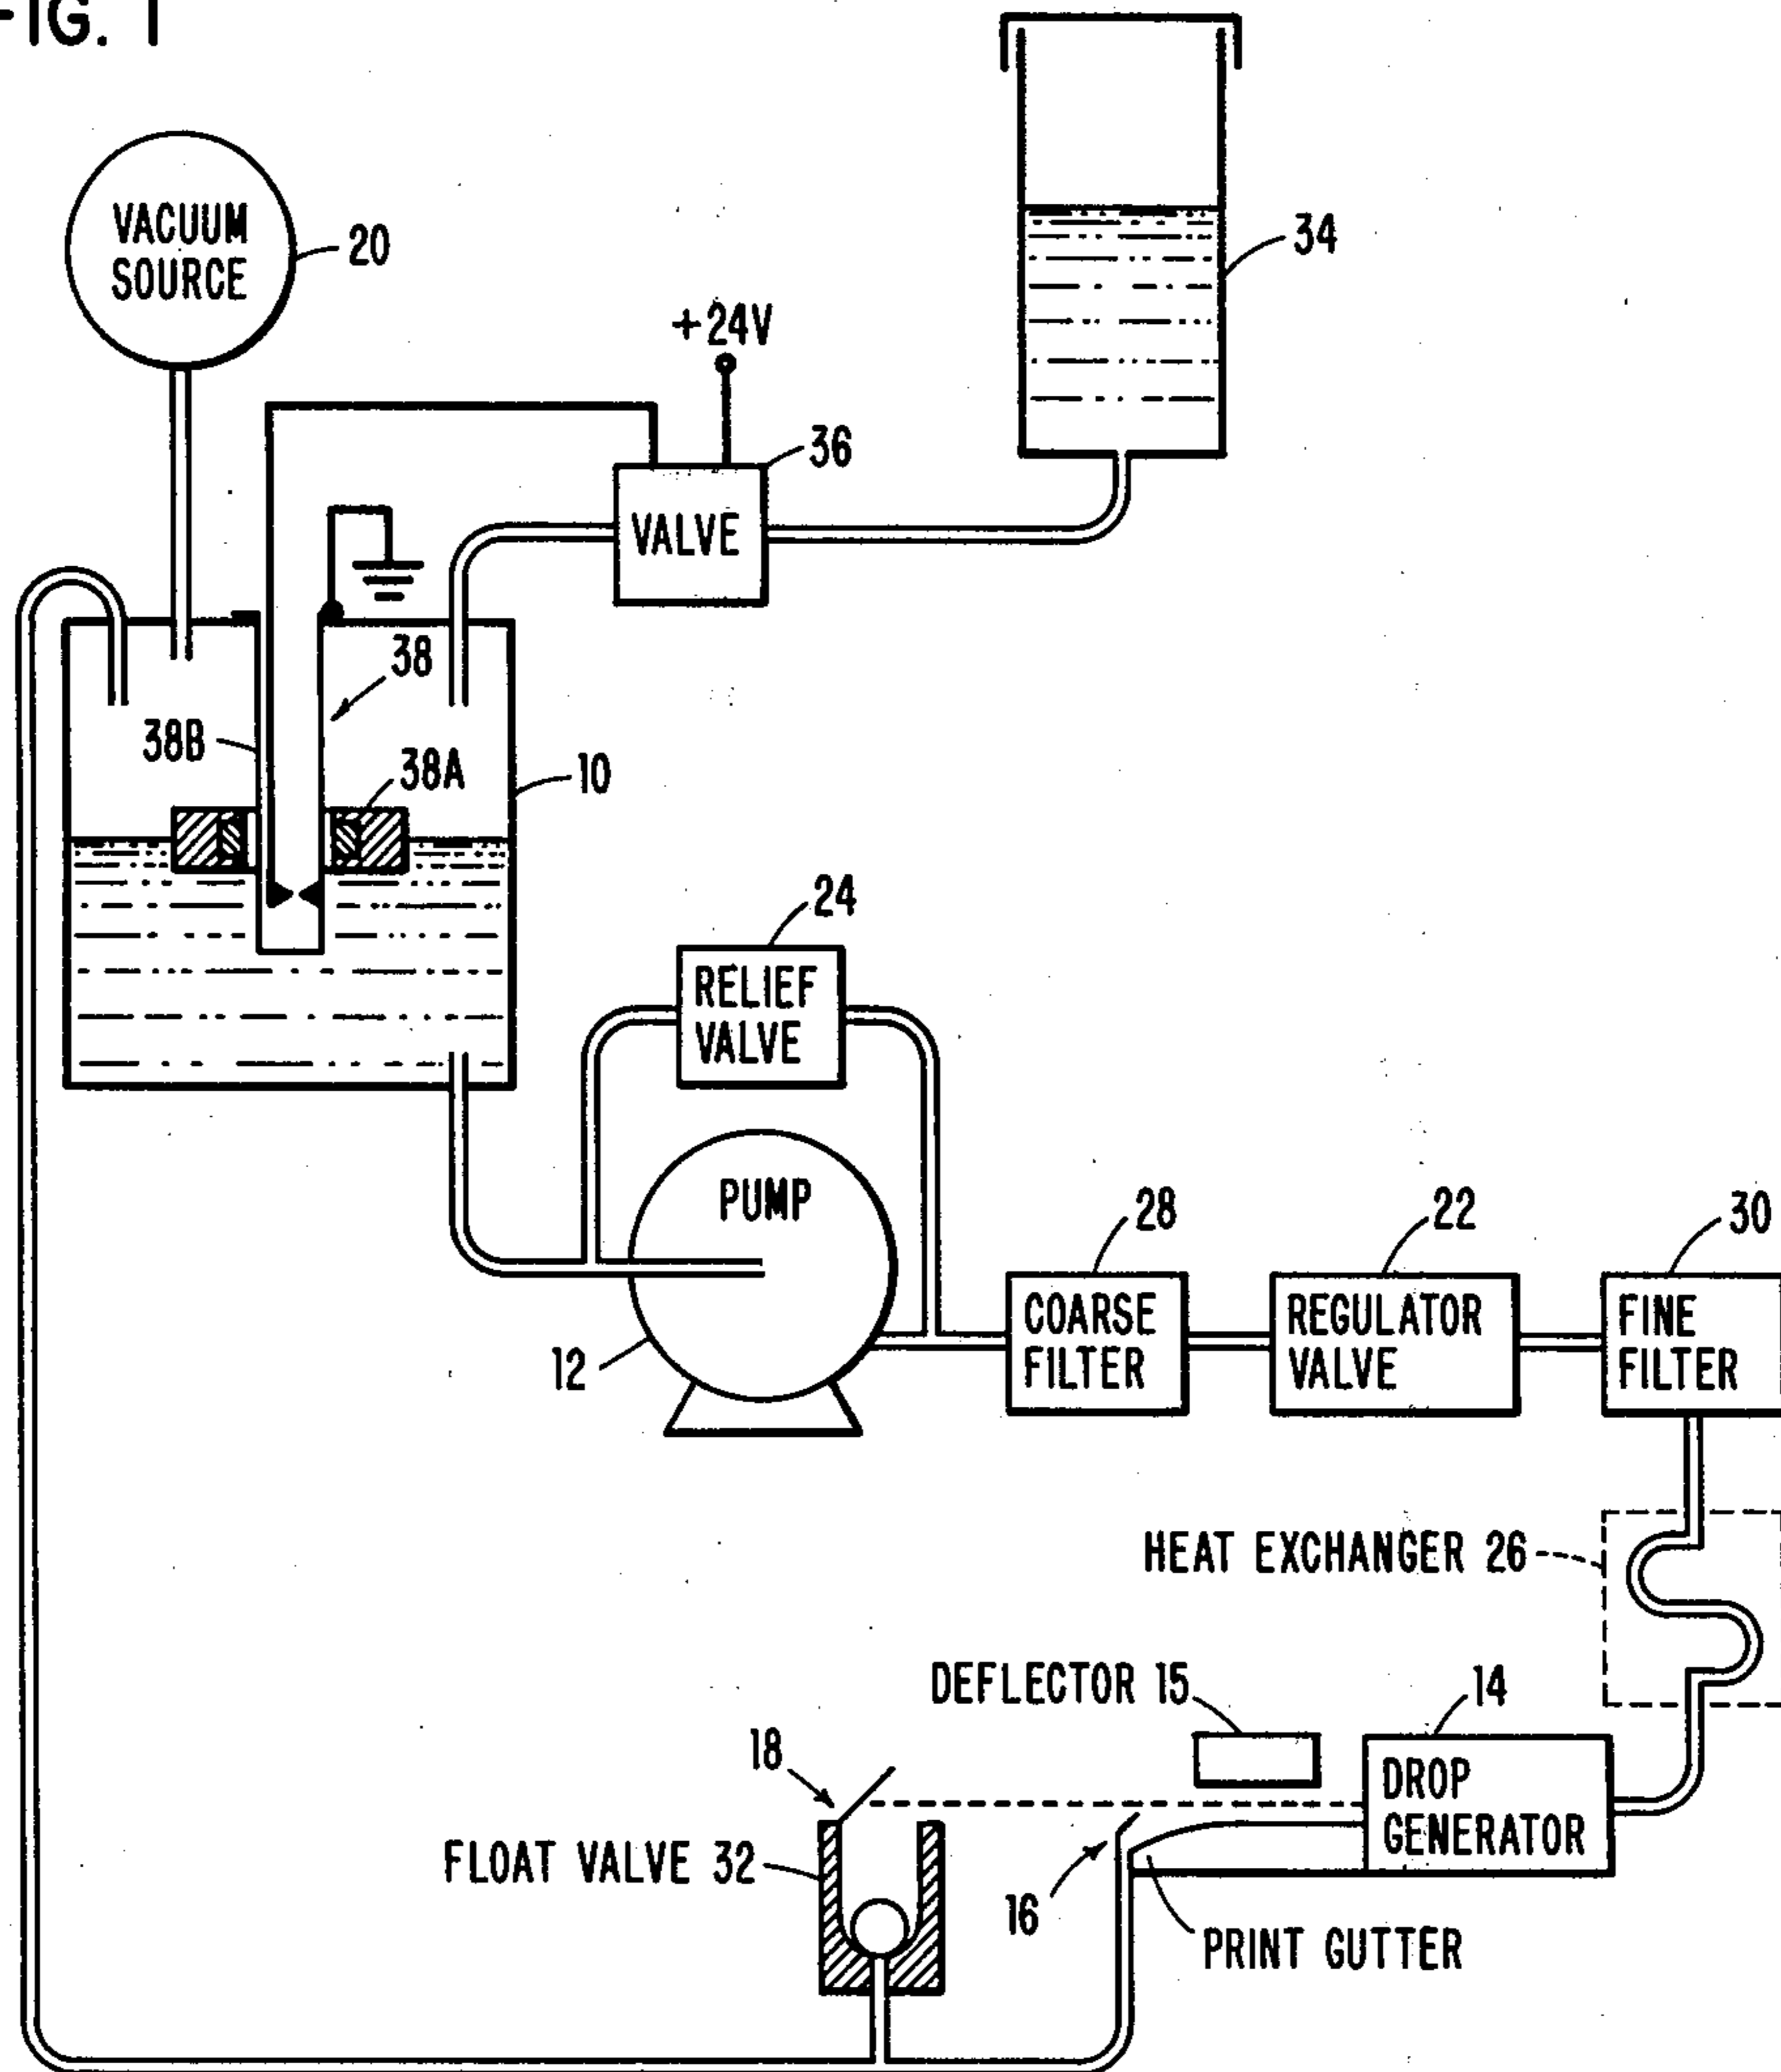 FIG. 1
VACUUM
SOURCE
20
34
+24V
36
VALVE
38
38B
38A
10
24
RELIEF
VALVE
PUMP
12
28
COARSE
FILTER
22
REGULATOR
VALVE
30
FINE
FILTER
HEAT EXCHANGER 26
DEFLECTOR 15
14
DROP
GENERATOR
18
FLOAT VALVE 32
16
PRINT GUTTER